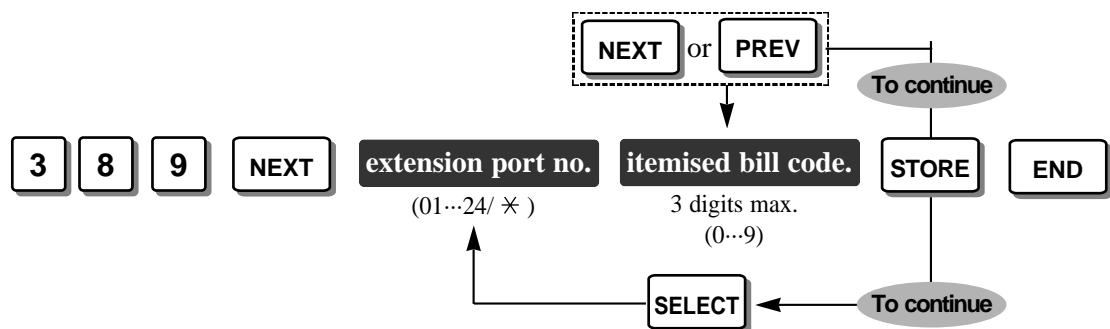 NEXT or PREV
To continue
3 8 9 NEXT extension port no. itemised bill code. STORE END
(01···24/ ✳ ) 3 digits max.
(0···9)
SELECT To continue